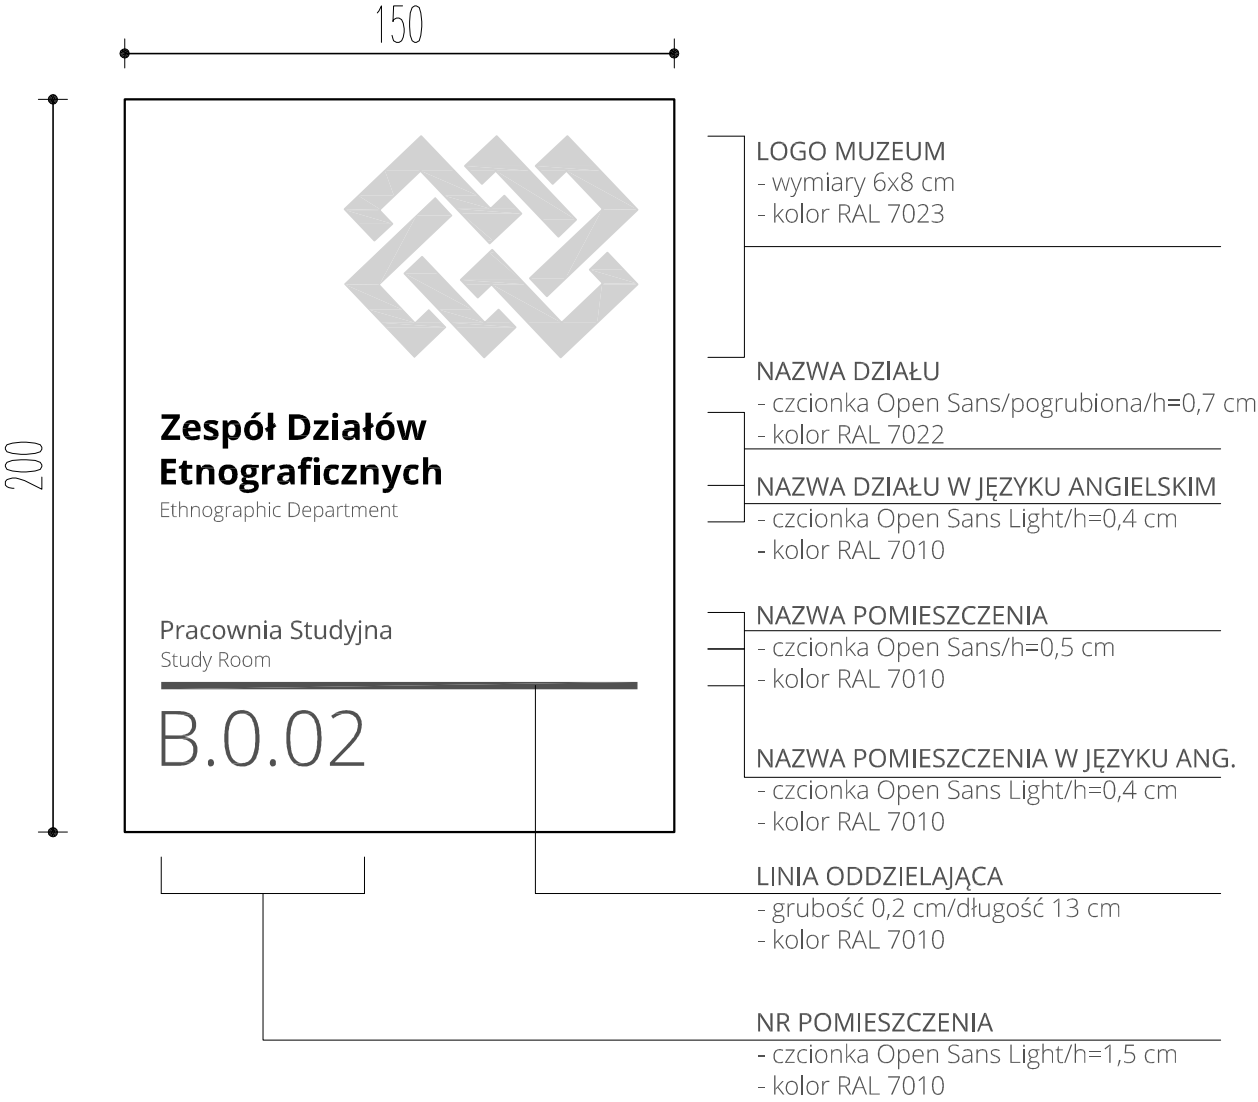 150
200
Zespół Działów
Etnograficznych
Ethnographic Department
Pracownia Studyjna
Study Room
B.0.02
LOGO MUZEUM
- wymiary 6x8 cm
- kolor RAL 7023
NAZWA DZIAŁU
- czcionka Open Sans/pogrubiona/h=0,7 cm
- kolor RAL 7022
NAZWA DZIAŁU W JĘZYKU ANGIELSKIM
- czcionka Open Sans Light/h=0,4 cm
- kolor RAL 7010
NAZWA POMIESZCZENIA
- czcionka Open Sans/h=0,5 cm
- kolor RAL 7010
NAZWA POMIESZCZENIA W JĘZYKU ANG.
- czcionka Open Sans Light/h=0,4 cm
- kolor RAL 7010
LINIA ODDZIELAJĄCA
- grubość 0,2 cm/długość 13 cm
- kolor RAL 7010
NR POMIESZCZENIA
- czcionka Open Sans Light/h=1,5 cm
- kolor RAL 7010